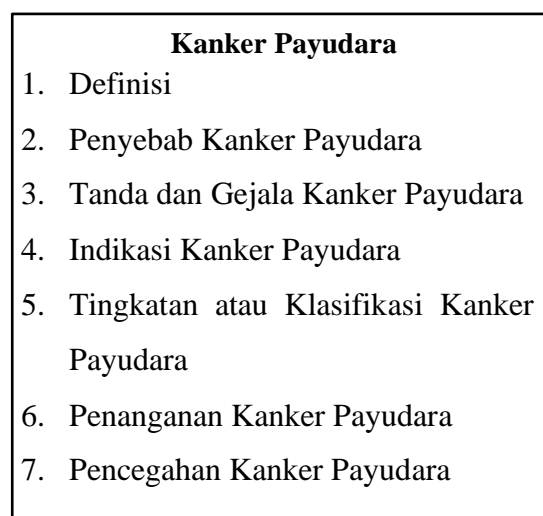 Kanker Payudara
1. Definisi
2. Penyebab Kanker Payudara
3. Tanda dan Gejala Kanker Payudara
4. Indikasi Kanker Payudara
5. Tingkatan atau Klasifikasi Kanker
Payudara
6. Penanganan Kanker Payudara
7. Pencegahan Kanker Payudara